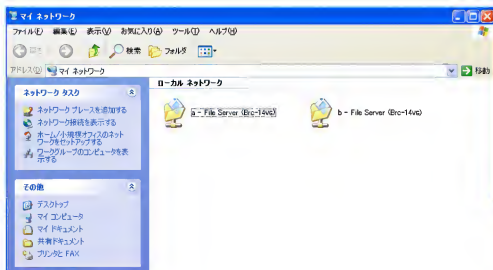 マイ ネットワーク
ファイル(F) 編集(E) 表示(V) お気に入り(A) ツール(T) ヘルプ(H)
検索 フォルダ
アドレス(D) マイ ネットワーク 移動
ネットワーク タスク
ネットワーク プレースを追加する
ネットワーク接続を表示する
ホーム/小規模オフィスのネット
ワークをセットアップする
ワークグループのコンピュータを表
示する
その他
デスクトップ
マイ コンピュータ
マイ ドキュメント
共有ドキュメント
プリンタと FAX
ローカル ネットワーク
a - File Server (Brc-14vs)
b - File Server (Brc-14vs)